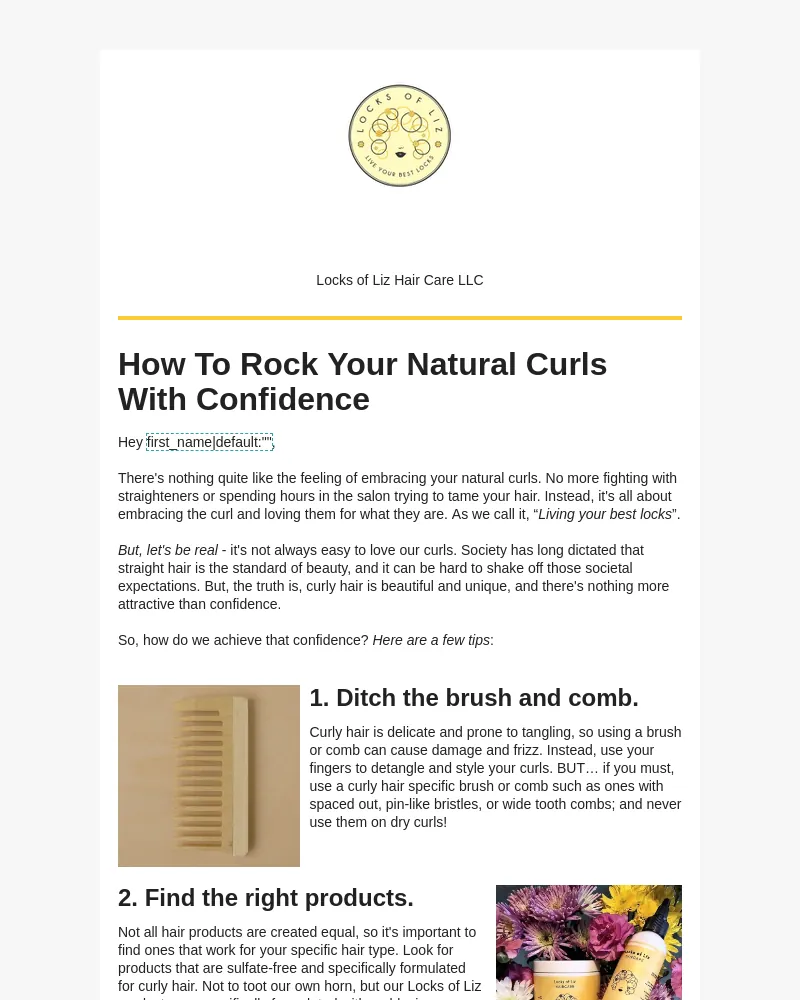 LOCKS OF LIZ
LIVE YOUR BEST LOCKS
Locks of Liz Hair Care LLC
How To Rock Your Natural Curls
With Confidence
Hey first_name|default:"",
There's nothing quite like the feeling of embracing your natural curls. No more fighting with
straighteners or spending hours in the salon trying to tame your hair. Instead, it's all about
embracing the curl and loving them for what they are. As we call it, “Living your best locks”.
But, let's be real - it's not always easy to love our curls. Society has long dictated that
straight hair is the standard of beauty, and it can be hard to shake off those societal
expectations. But, the truth is, curly hair is beautiful and unique, and there's nothing more
attractive than confidence.
So, how do we achieve that confidence? Here are a few tips:
1. Ditch the brush and comb.
Curly hair is delicate and prone to tangling, so using a brush
or comb can cause damage and frizz. Instead, use your
fingers to detangle and style your curls. BUT… if you must,
use a curly hair specific brush or comb such as ones with
spaced out, pin-like bristles, or wide tooth combs; and never
use them on dry curls!
2. Find the right products.
Not all hair products are created equal, so it's important to
find ones that work for your specific hair type. Look for
products that are sulfate-free and specifically formulated
for curly hair. Not to toot our own horn, but our Locks of Liz
Locks of Liz